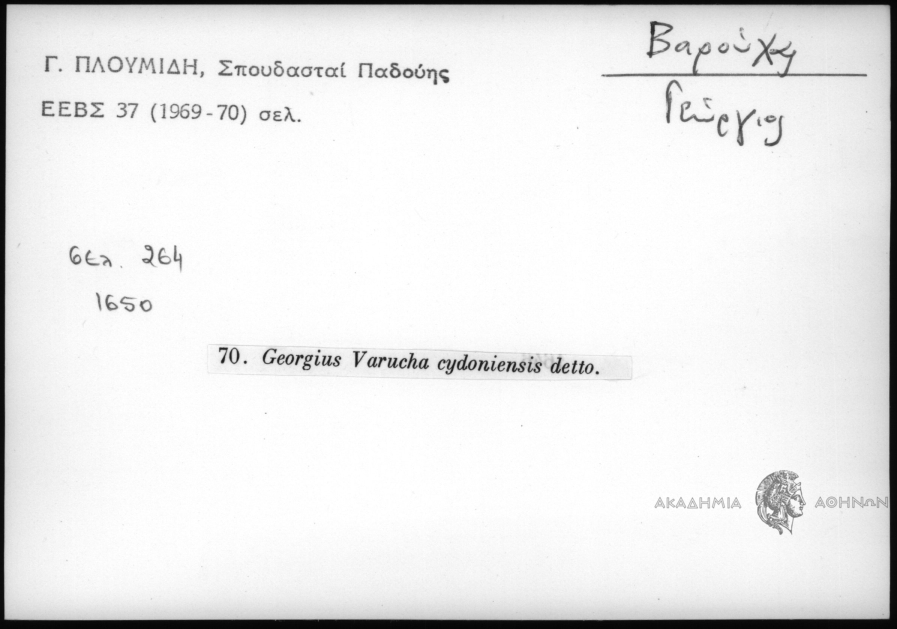 Γ. ΠΛΟΥΜΙΔΗ, Σπουδασταί Παδούης
ΕΕΒΣ 37 (1969-70) σελ.
Βαρούχας
Γεώργιος
σελ. 264
1650
70. Georgius Varucha cydoniensis detto.
ΑΚΑΔΗΜΙΑ ΑΘΗΝΩΝ